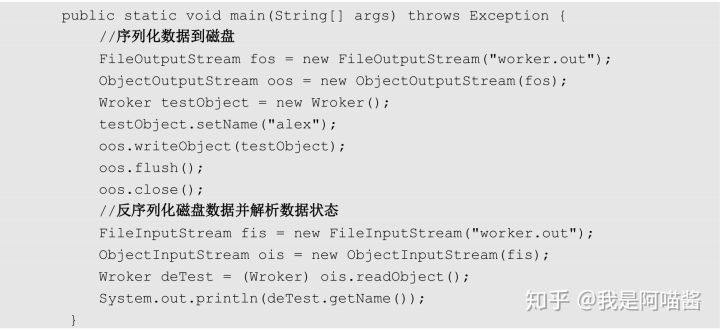 public static void main(String[] args) throws Exception {
//序列化数据到磁盘
FileOutputStream fos = new FileOutputStream("worker.out");
ObjectOutputStream oos = new ObjectOutputStream(fos);
Wroker testObject = new Wroker();
testObject.setName("alex");
oos.writeObject(testObject);
oos.flush();
oos.close();
//反序列化磁盘数据并解析数据状态
FileInputStream fis = new FileInputStream("worker.out");
ObjectInputStream ois = new ObjectInputStream(fis);
Wroker deTest = (Wroker) ois.readObject();
System.out.println(deTest.getName());
}
知乎 @我是阿喵酱